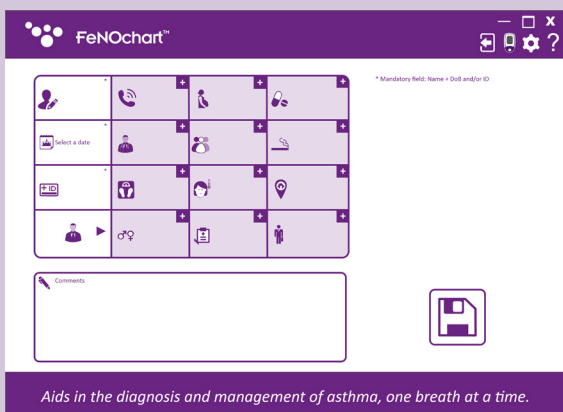 FeNOchart™
* Mandatory field: Name + DoB and/or ID
*
+
+
+
*
Select a date
+
+
+
*
+ ID
+
+
+
+
+
+
Comments
Aids in the diagnosis and management of asthma, one breath at a time.